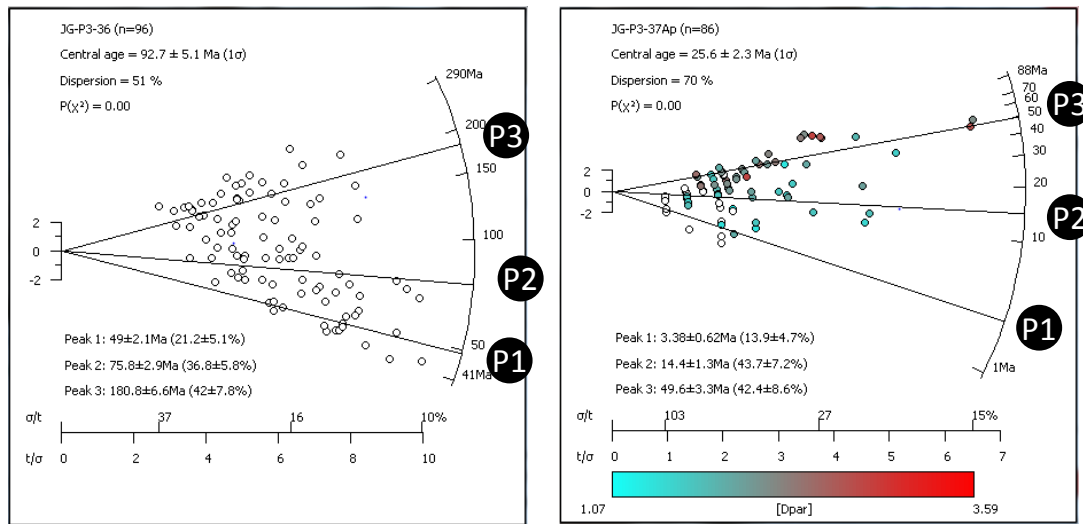 JG-P3-36 (n=96)
Central age = 92.7 ± 5.1 Ma (1σ)
Dispersion = 51 %
P(χ²) = 0.00
290Ma
200
P3
150
100
P2
50
P1
41Ma
2
0
-2
Peak 1: 49±2.1Ma (21.2±5.1%)
Peak 2: 75.8±2.9Ma (36.8±5.8%)
Peak 3: 180.8±6.6Ma (42±7.8%)
σ/t 37 16 10%
t/σ 0 2 4 6 8 10
JG-P3-37Ap (n=86)
Central age = 25.6 ± 2.3 Ma (1σ)
Dispersion = 70 %
P(χ²) = 0.00
88Ma
70
60
P3
50
40
30
20
P2
10
P1
1Ma
2
0
-2
Peak 1: 3.38±0.62Ma (13.9±4.7%)
Peak 2: 14.4±1.3Ma (43.7±7.2%)
Peak 3: 49.6±3.3Ma (42.4±8.6%)
σ/t 103 27 15%
t/σ 0 1 2 3 4 5 6 7
1.07 [Dpar] 3.59